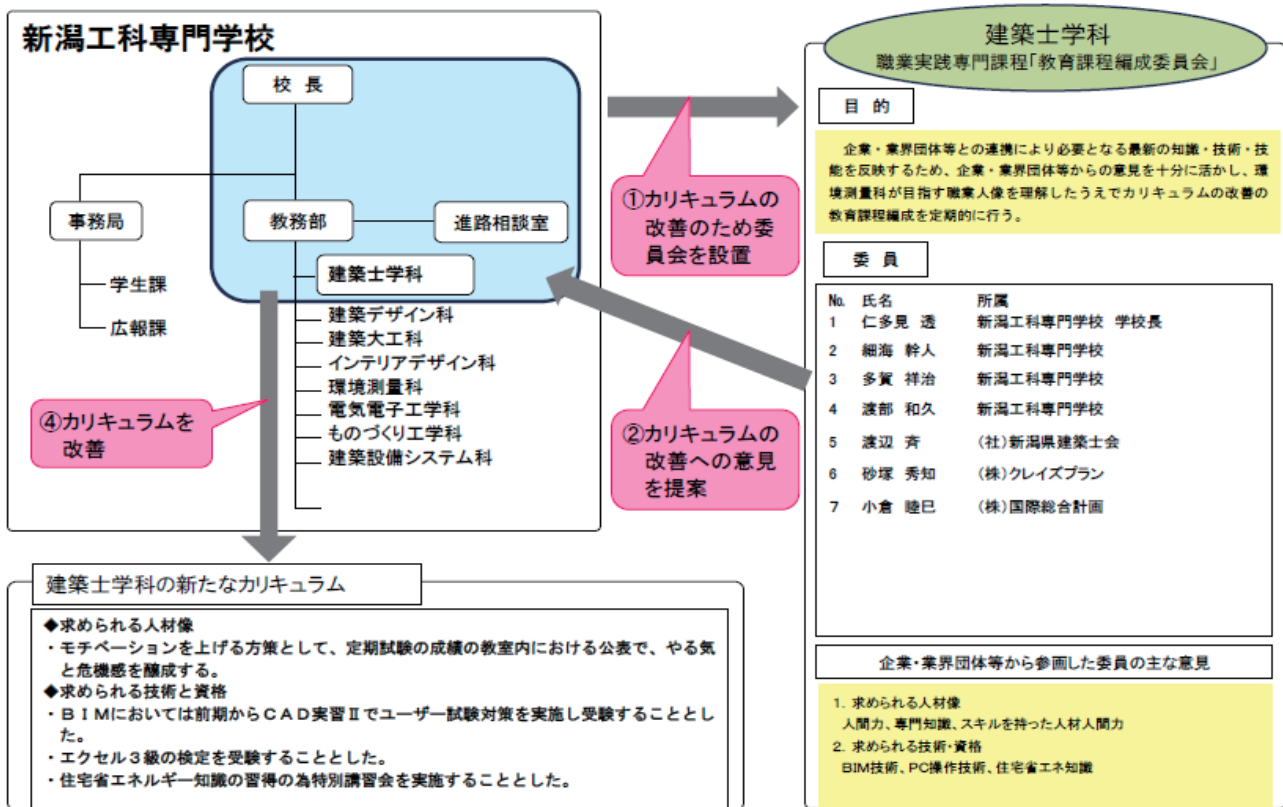 新潟工科専門学校
校 長
事務局
教務部
進路相談室
学生課
広報課
建築士学科
建築デザイン科
建築大工科
インテリアデザイン科
環境測量科
電気電子工学科
ものづくり工学科
建築設備システム科
①カリキュラムの
改善のため委
員会を設置
②カリキュラムの
改善への意見
を提案
④カリキュラムを
改善
建築士学科
職業実践専門課程「教育課程編成委員会」
目 的
企業・業界団体等との連携により必要となる最新の知識・技術・技
能を反映するため、企業・業界団体等からの意見を十分に活かし、環
境測量科が目指す職業人像を理解したうえでカリキュラムの改善の
教育課程編成を定期的に行う。
委 員
No. 氏名 所属
1 仁多見 透 新潟工科専門学校 学校長
2 細海 幹人 新潟工科専門学校
3 多賀 祥治 新潟工科専門学校
4 渡部 和久 新潟工科専門学校
5 渡辺 斉 (社)新潟県建築士会
6 砂塚 秀知 (株)クレイズプラン
7 小倉 睦巳 (株)国際総合計画
企業・業界団体等から参画した委員の主な意見
1. 求められる人材像
人間力、専門知識、スキルを持った人材人間力
2. 求められる技術・資格
BIM技術、PC操作技術、住宅省エネ知識
建築士学科の新たなカリキュラム
◆求められる人材像
・モチベーションを上げる方策として、定期試験の成績の教室内における公表で、やる気
と危機感を醸成する。
◆求められる技術と資格
・ＢＩＭにおいては前期からＣＡＤ実習Ⅱでユーザー試験対策を実施し受験することとし
た。
・エクセル３級の検定を受験することとした。
・住宅省エネルギー知識の習得の為特別講習会を実施することとした。